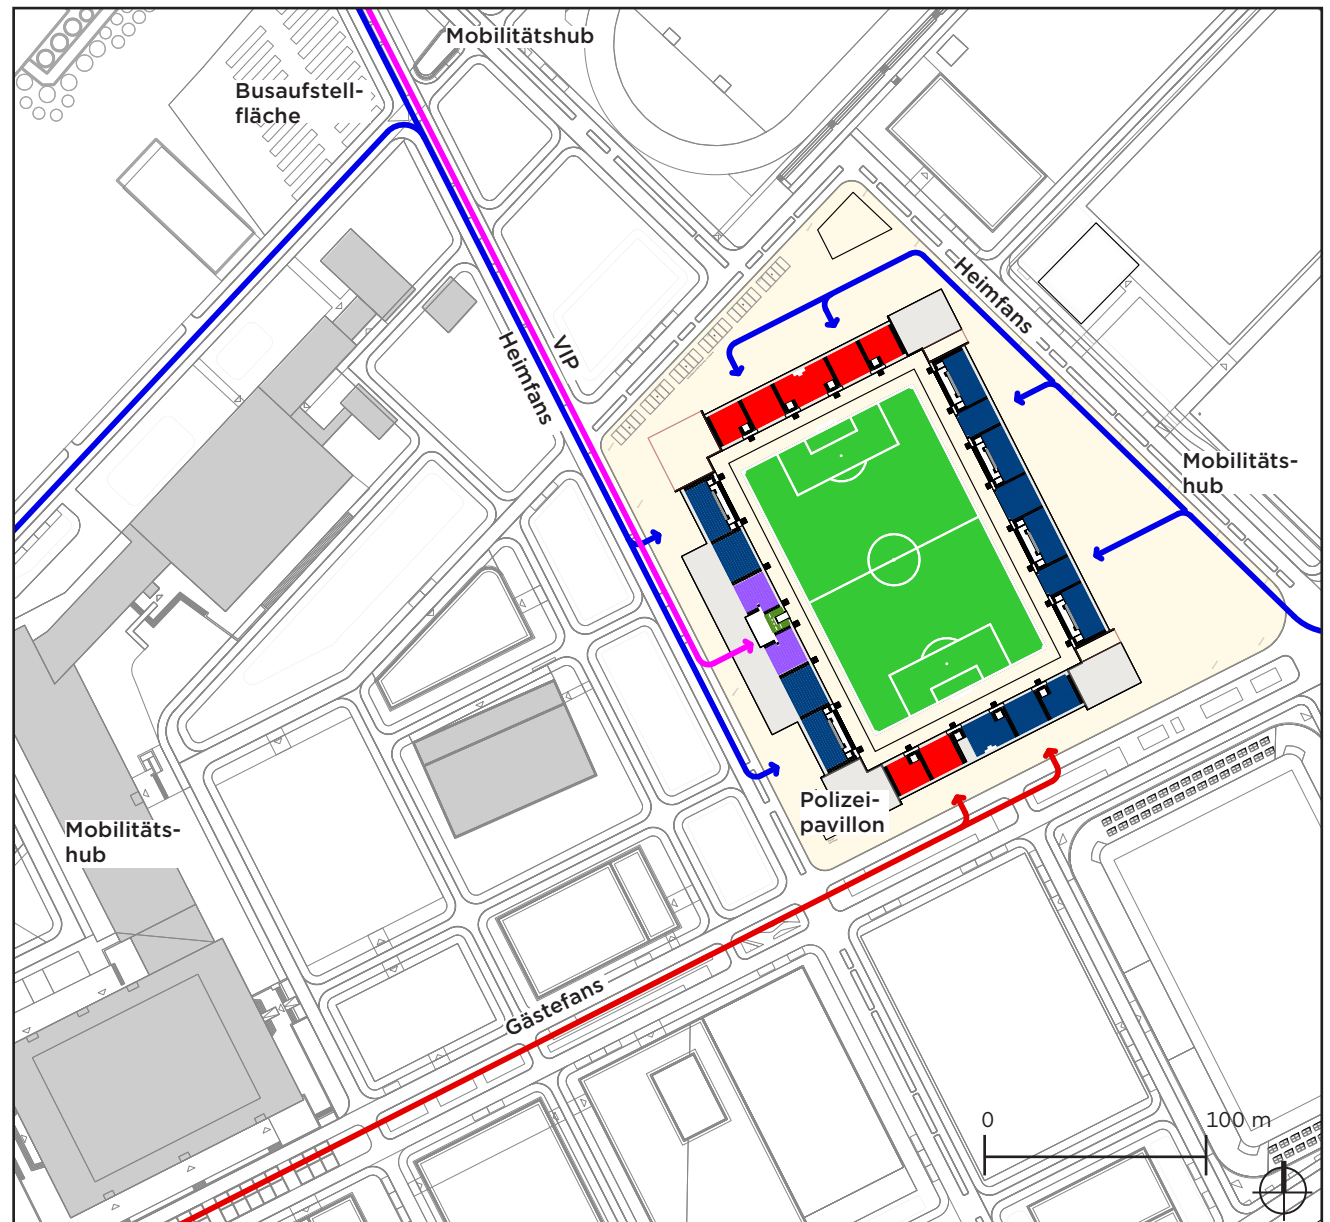 Mobilitätshub
Busaufstell-
fläche
Heimfans
VIP
Heimfans
Mobilitäts-
hub
Polizei-
pavillon
Mobilitäts-
hub
Gästefans
0
100 m